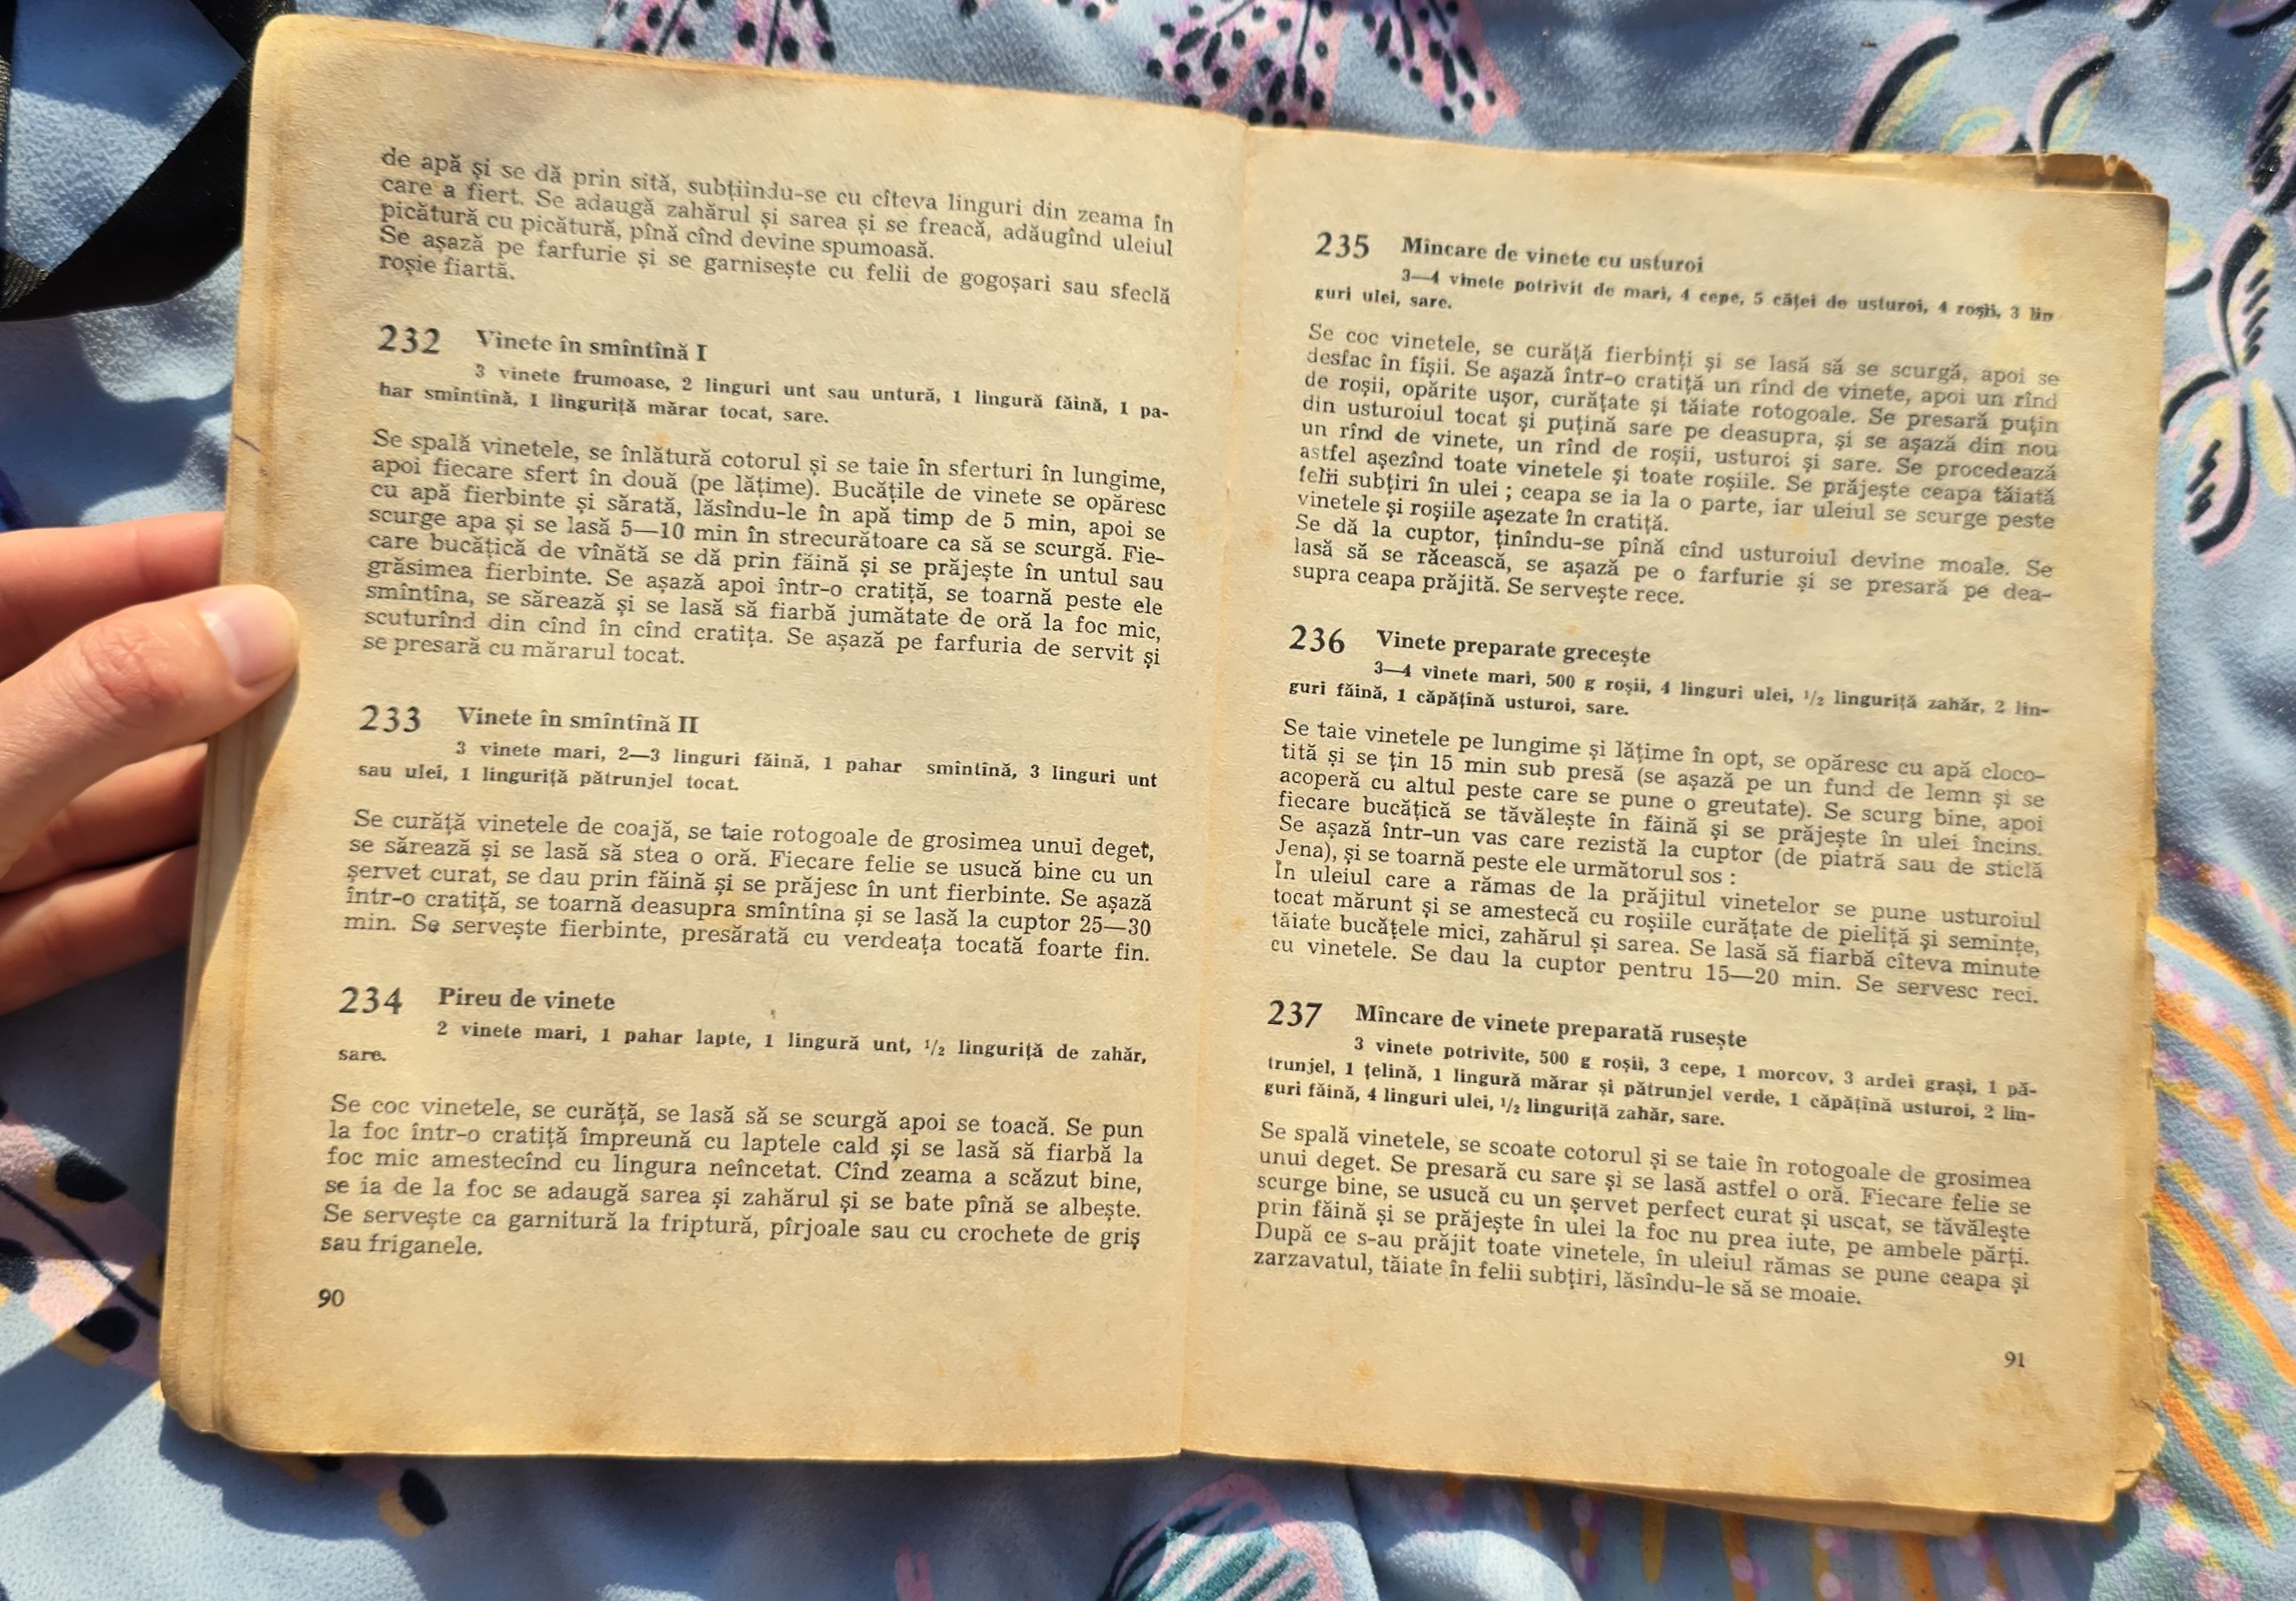 de apă și se dă prin sită, subțiindu-se cu cîteva linguri din zeama în
care a fiert. Se adaugă zahărul și sarea și se freacă, adăugînd uleiul
picătură cu picătură, pînă cînd devine spumoasă.
Se așază pe farfurie și se garnisește cu felii de gogoșari sau sfeclă
roșie fiartă.
232 Vinete în smîntînă I
3 vinete frumoase, 2 linguri unt sau untură, 1 lingură făină, 1 pa-
har smîntînă, 1 linguriță mărar tocat, sare.
Se spală vinetele, se înlătură cotorul și se taie în sferturi în lungime,
apoi fiecare sfert în două (pe lățime). Bucățile de vinete se opăresc
cu apă fierbinte și sărată, lăsîndu-le în apă timp de 5 min, apoi se
scurge apa și se lasă 5—10 min în strecurătoare ca să se scurgă. Fie-
care bucățică de vînătă se dă prin făină și se prăjește în untul sau
grăsimea fierbinte. Se așază apoi într-o cratiță, se toarnă peste ele
smîntîna, se sărează și se lasă să fiarbă jumătate de oră la foc mic,
scuturînd din cînd în cînd cratița. Se așază pe farfuria de servit și
se presară cu mărarul tocat.
233 Vinete în smîntînă II
3 vinete mari, 2—3 linguri făină, 1 pahar smîntînă, 3 linguri unt
sau ulei, 1 linguriță pătrunjel tocat.
Se curăță vinetele de coajă, se taie rotogoale de grosimea unui deget,
se sărează și se lasă să stea o oră. Fiecare felie se usucă bine cu un
șervet curat, se dau prin făină și se prăjesc în unt fierbinte. Se așază
într-o cratiță, se toarnă deasupra smîntîna și se lasă la cuptor 25—30
min. Se servește fierbinte, presărată cu verdeața tocată foarte fin.
234 Pireu de vinete
2 vinete mari, 1 pahar lapte, 1 lingură unt, 1/2 linguriță de zahăr,
sare.
Se coc vinetele, se curăță, se lasă să se scurgă apoi se toacă. Se pun
la foc într-o cratiță împreună cu laptele cald și se lasă să fiarbă la
foc mic amestecînd cu lingura neîncetat. Cînd zeama a scăzut bine,
se ia de la foc se adaugă sarea și zahărul și se bate pînă se albește.
Se servește ca garnitură la friptură, pîrjoale sau cu crochete de griș
sau friganele.
90
235 Mîncare de vinete cu usturoi
3—4 vinete potrivit de mari, 4 cepe, 5 căței de usturoi, 4 roșii, 3 lin
guri ulei, sare.
Se coc vinetele, se curăță fierbinți și se lasă să se scurgă, apoi se
desfac în fîșii. Se așază într-o cratiță un rînd de vinete, apoi un rînd
de roșii, opărite ușor, curățate și tăiate rotogoale. Se presară puțin
din usturoiul tocat și puțină sare pe deasupra, și se așază din nou
un rînd de vinete, un rînd de roșii, usturoi și sare. Se procedează
astfel așezînd toate vinetele și toate roșiile. Se prăjește ceapa tăiată
felii subțiri în ulei ; ceapa se ia la o parte, iar uleiul se scurge peste
vinetele și roșiile așezate în cratiță.
Se dă la cuptor, ținîndu-se pînă cînd usturoiul devine moale. Se
lasă să se răcească, se așază pe o farfurie și se presară pe dea-
supra ceapa prăjită. Se servește rece.
236 Vinete preparate grecește
3—4 vinete mari, 500 g roșii, 4 linguri ulei, 1/2 linguriță zahăr, 2 lin-
guri făină, 1 căpățînă usturoi, sare.
Se taie vinetele pe lungime și lățime în opt, se opăresc cu apă cloco-
tită și se țin 15 min sub presă (se așază pe un fund de lemn și se
acoperă cu altul peste care se pune o greutate). Se scurg bine, apoi
fiecare bucățică se tăvălește în făină și se prăjește în ulei încins.
Se așază într-un vas care rezistă la cuptor (de piatră sau de sticlă
Jena), și se toarnă peste ele următorul sos :
În uleiul care a rămas de la prăjitul vinetelor se pune usturoiul
tocat mărunt și se amestecă cu roșiile curățate de pieliță și semințe,
tăiate bucățele mici, zahărul și sarea. Se lasă să fiarbă cîteva minute
cu vinetele. Se dau la cuptor pentru 15—20 min. Se servesc reci.
237 Mîncare de vinete preparată rusește
3 vinete potrivite, 500 g roșii, 3 cepe, 1 morcov, 3 ardei grași, 1 pă-
trunjel, 1 țelină, 1 lingură mărar și pătrunjel verde, 1 căpățînă usturoi, 2 lin-
guri făină, 4 linguri ulei, 1/2 linguriță zahăr, sare.
Se spală vinetele, se scoate cotorul și se taie în rotogoale de grosimea
unui deget. Se presară cu sare și se lasă astfel o oră. Fiecare felie se
scurge bine, se usucă cu un șervet perfect curat și uscat, se tăvălește
prin făină și se prăjește în ulei la foc nu prea iute, pe ambele părți.
După ce s-au prăjit toate vinetele, în uleiul rămas se pune ceapa și
zarzavatul, tăiate în felii subțiri, lăsîndu-le să se moaie.
91